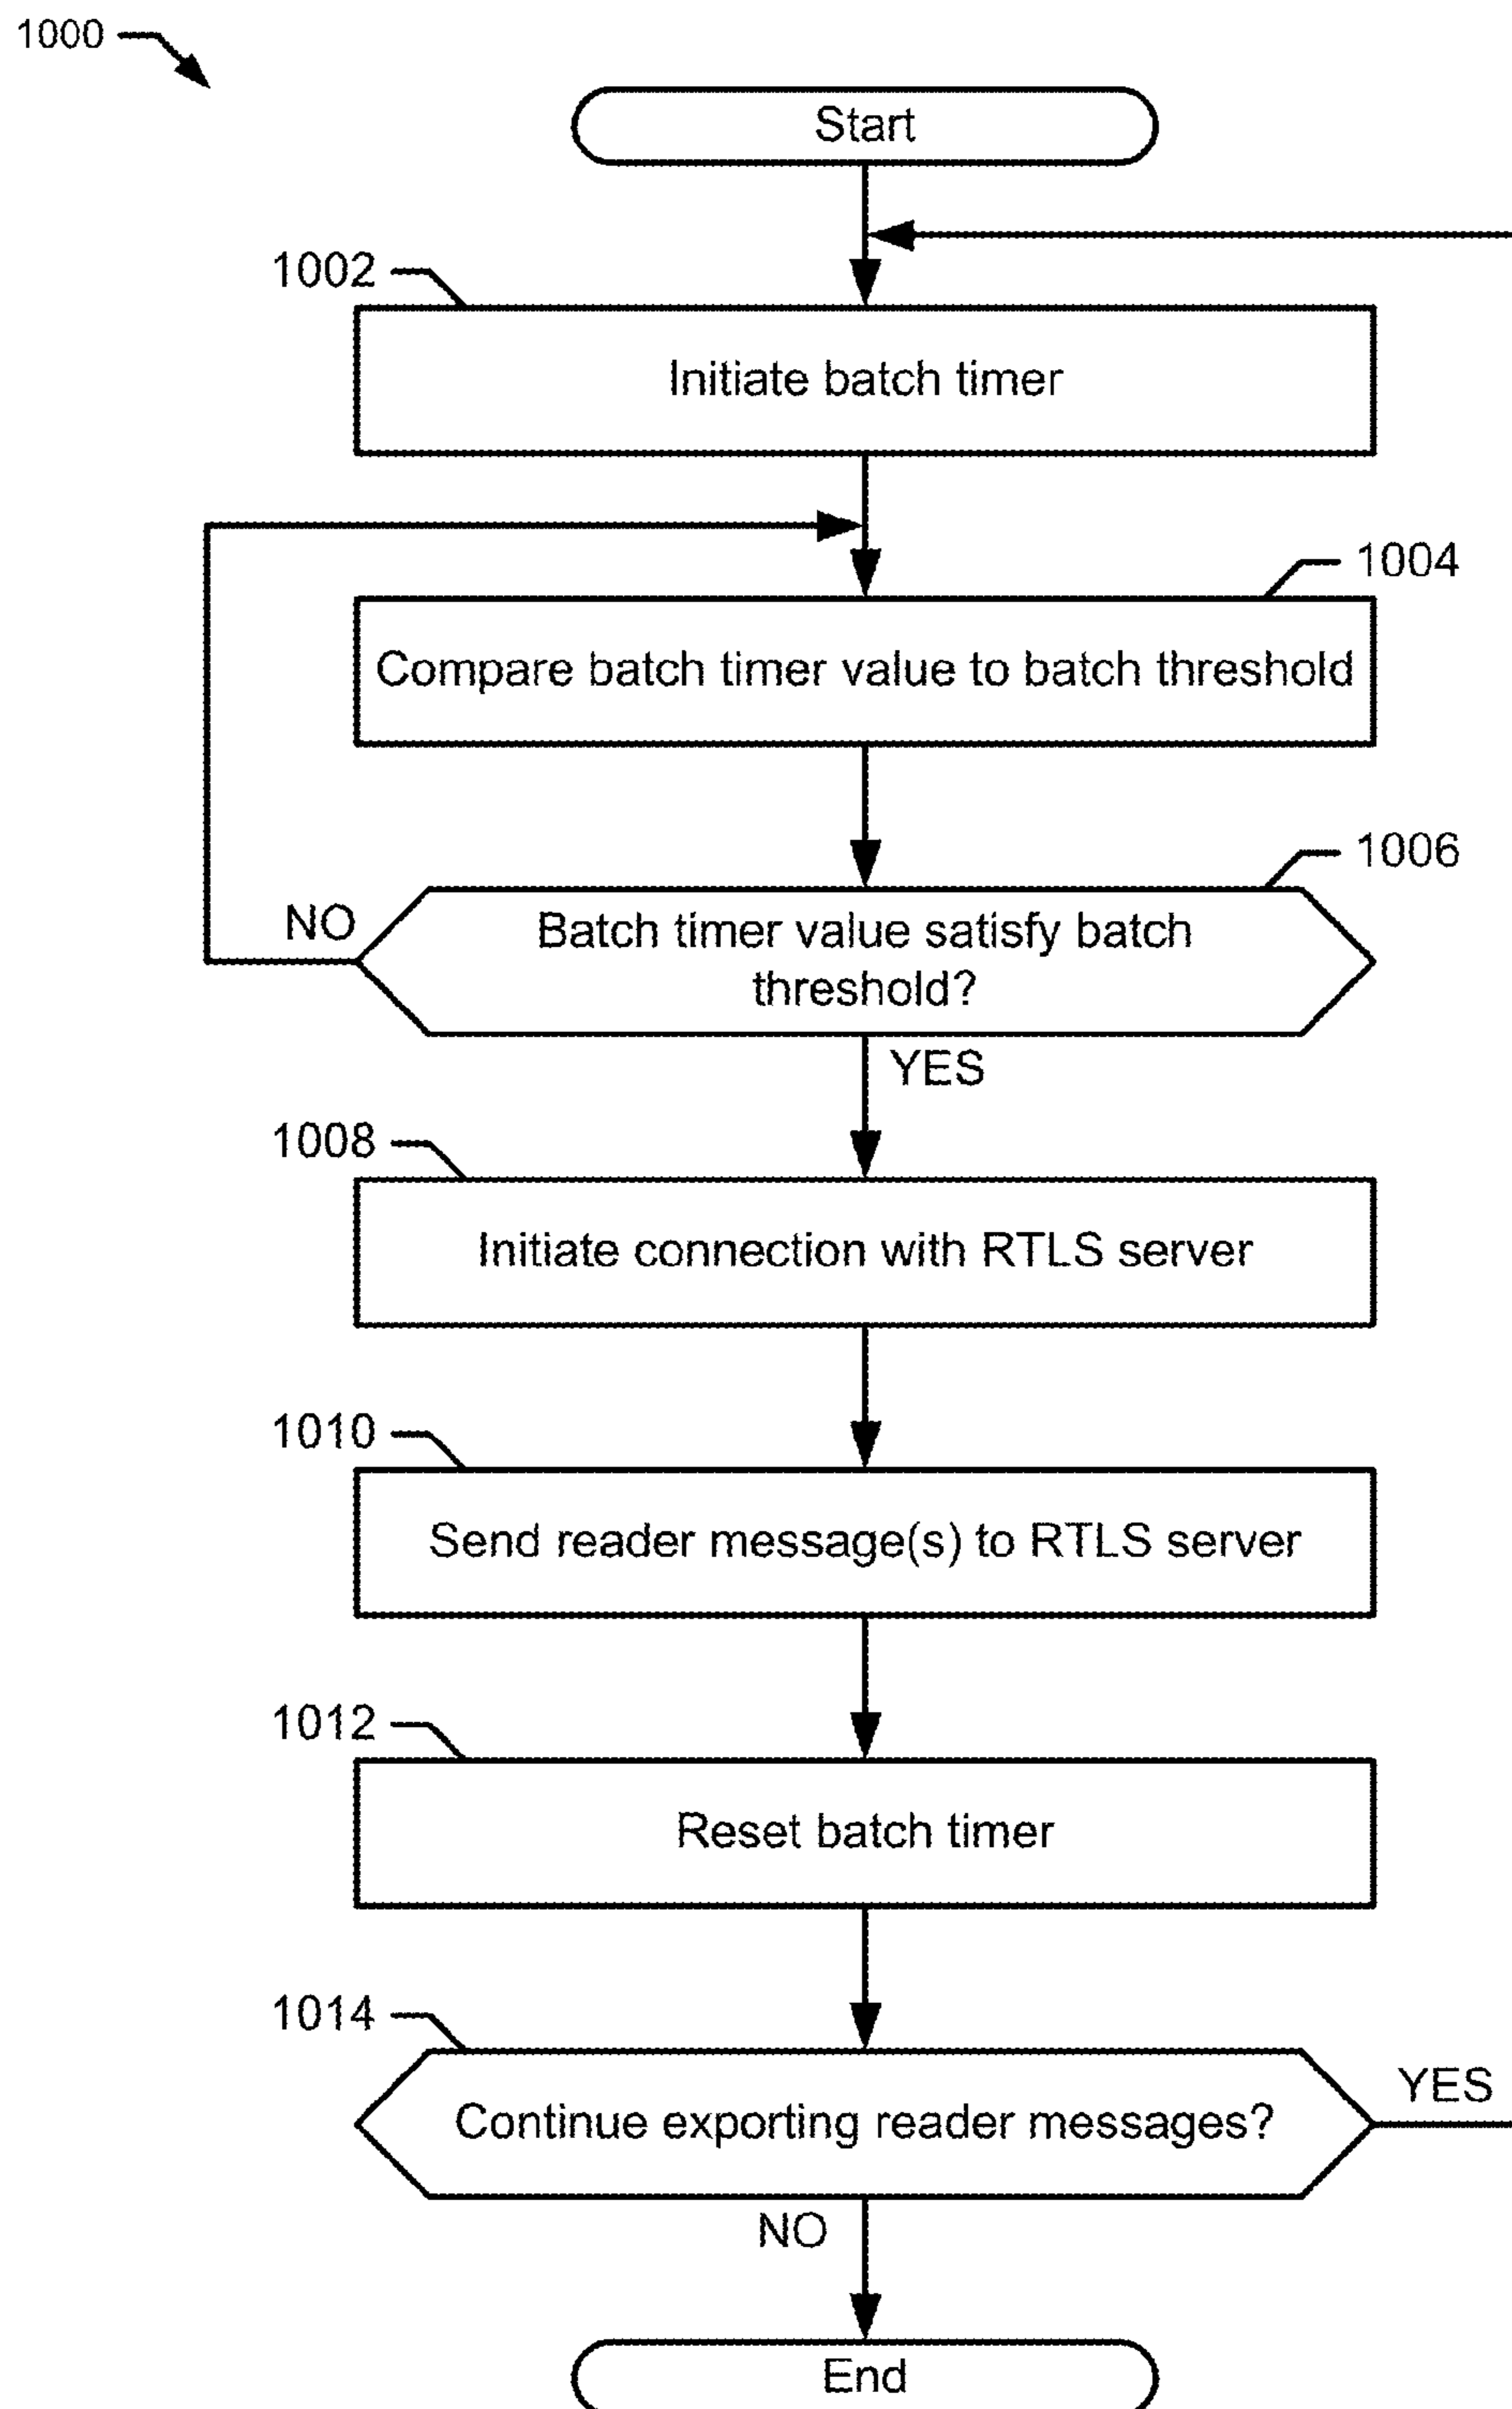 1000
Start
1002
Initiate batch timer
1004
Compare batch timer value to batch threshold
1006
NO
Batch timer value satisfy batch
threshold?
YES
1008
Initiate connection with RTLS server
1010
Send reader message(s) to RTLS server
1012
Reset batch timer
1014
YES
Continue exporting reader messages?
NO
End